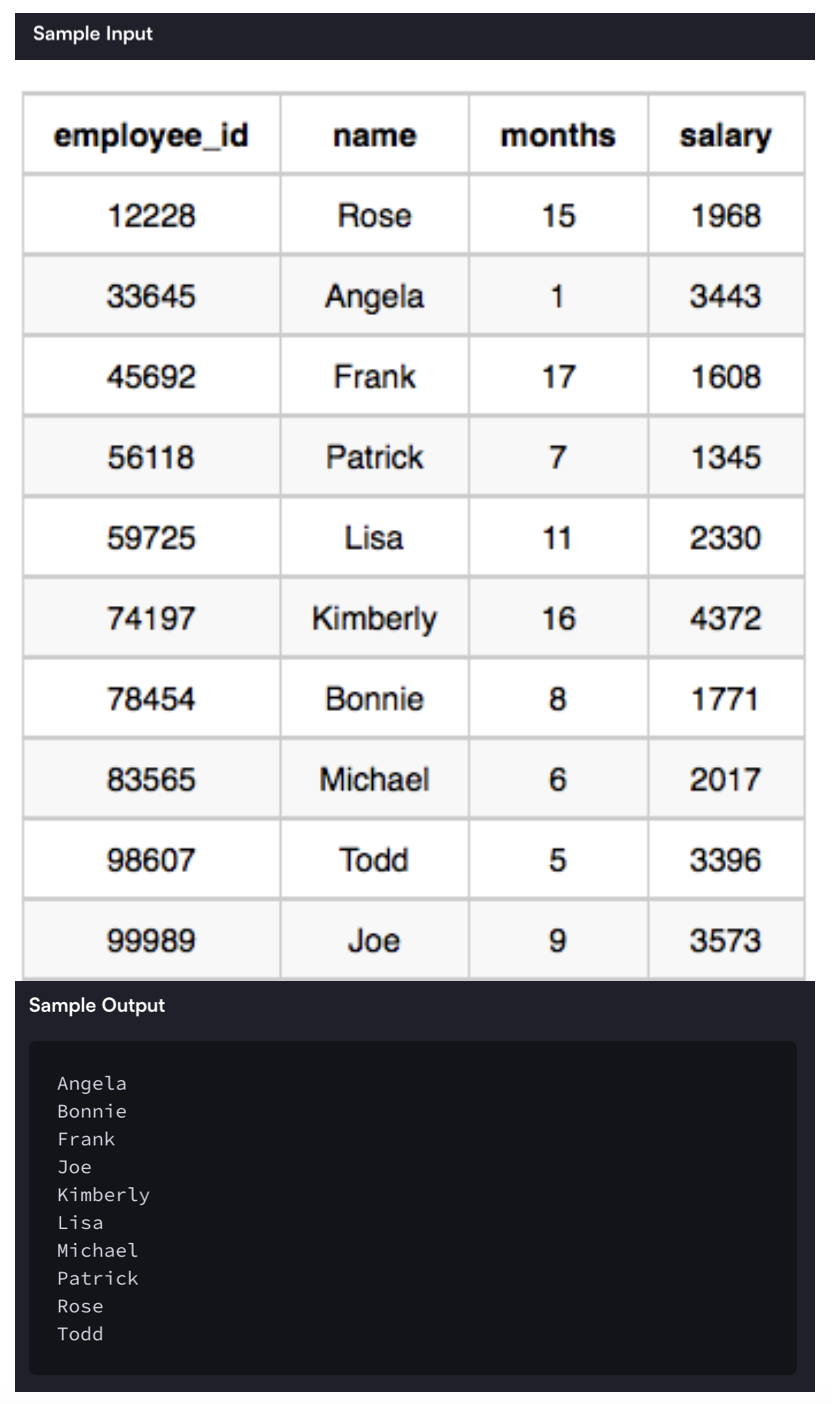 Sample Input
employee_id name months salary
12228 Rose 15 1968
33645 Angela 1 3443
45692 Frank 17 1608
56118 Patrick 7 1345
59725 Lisa 11 2330
74197 Kimberly 16 4372
78454 Bonnie 8 1771
83565 Michael 6 2017
98607 Todd 5 3396
99989 Joe 9 3573
Sample Output
Angela
Bonnie
Frank
Joe
Kimberly
Lisa
Michael
Patrick
Rose
Todd